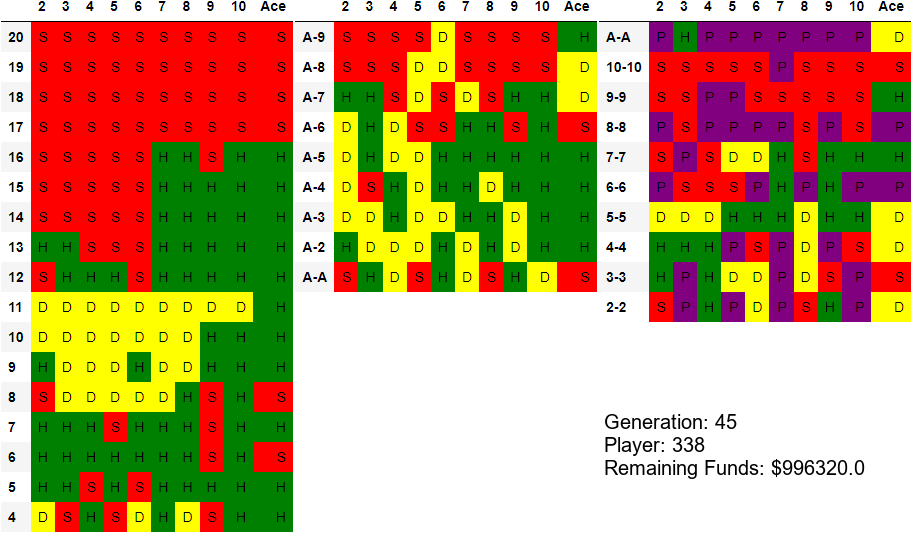 2 3 4 5 6 7 8 9 10 Ace 2 3 4 5 6 7 8 9 10 Ace 2 3 4 5 6 7 8 9 10 Ace
20 S S S S S S S S S S A-9 S S S S D S S S S H A-A P H P P P P P P P D
19 S S S S S S S S S S A-8 S S S D D S S S S D 10-10 S S S S S P S S S S
18 S S S S S S S S S S A-7 H H S D S D S H H D 9-9 S S P P S S S S S H
17 S S S S S S S S S S A-6 D H D S S H H S H S 8-8 P S P P P P S P S P
16 S S S S S H H S H H A-5 D H D D H H H H H H 7-7 S P S D D H S H H H
15 S S S S S H H H H H A-4 D S H D H H D H H H 6-6 P S S S P H P H P P
14 S S S S S H H H H H A-3 D D H D D H H D H H 5-5 D D D H H H D H H D
13 H H S S S H H H H H A-2 H D D D H D H D H H 4-4 H H H P S P D P S D
12 S H H H S H H H H H A-A S H D S H D S H D S 3-3 H P H D D P D S P S
11 D D D D D D D D D H 2-2 S P H P D P S H P D
10 D D D D D D D H H H
9 H D D D H D D H H H
8 S D D D D D H S H S
7 H H H S H H H S H H
6 H H H H H H H S H S
5 H H S H S H H H H H
4 D S H S D H D S H H
Generation: 45
Player: 338
Remaining Funds: $996320.0